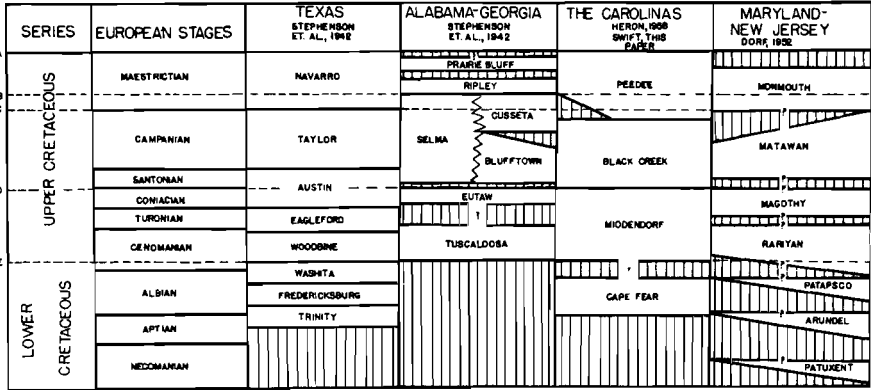 SERIES
EUROPEAN STAGES
TEXAS
STEPHENSON
ET. AL., 1942
ALABAMA-GEORGIA
STEPHENSON
ET. AL., 1942
THE CAROLINAS
HERON, 1958
SWIFT, THIS
PAPER
MARYLAND-
NEW JERSEY
DORF, 1952
UPPER CRETACEOUS
LOWER
CRETACEOUS
MAESTRICTIAN
CAMPANIAN
SANTONIAN
CONIACIAN
TURONIAN
CENOMANIAN
ALBIAN
APTIAN
NEOCOMANIAN
NAVARRO
TAYLOR
AUSTIN
EAGLEFORD
WOODBINE
WASHITA
FREDERICKSBURG
TRINITY
?
PRAIRIE BLUFF
RIPLEY
CUSSETA
SELMA
BLUFFTOWN
EUTAW
?
TUSCALOOSA
PEEDEE
BLACK CREEK
MIDDENDORF
?
CAPE FEAR
MONMOUTH
?
MATAWAN
?
?
MAGOTHY
?
?
RARITAN
?
?
PATAPSCO
?
?
ARUNDEL
?
?
PATUXENT
?